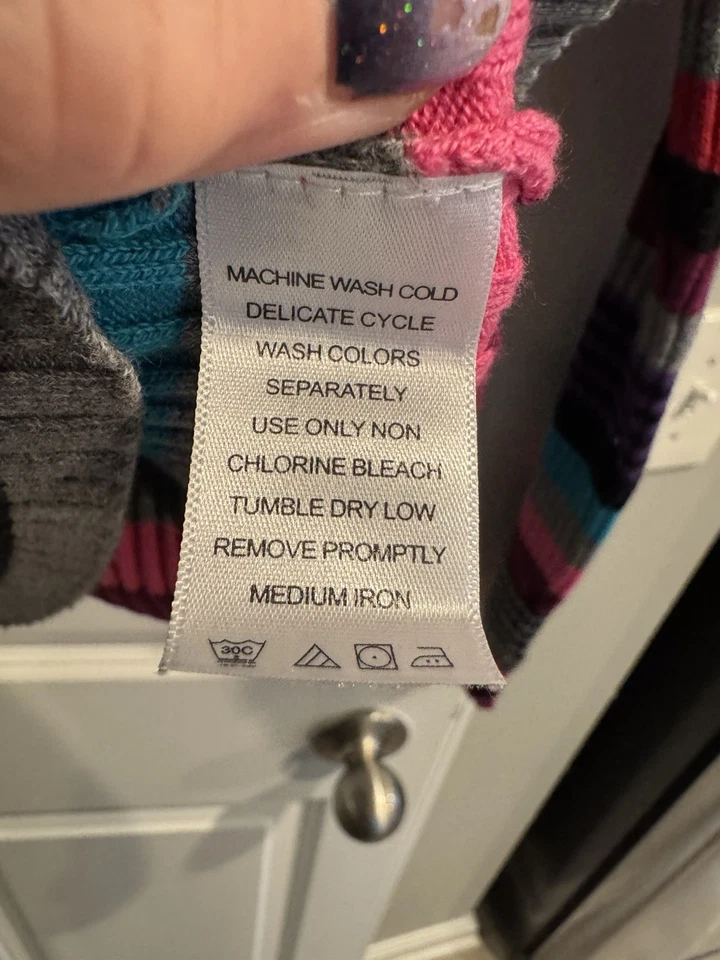 MACHINE WASH COLD
DELICATE CYCLE
WASH COLORS
SEPARATELY
USE ONLY NON
CHLORINE BLEACH
TUMBLE DRY LOW
REMOVE PROMPTLY
MEDIUM IRON
30C